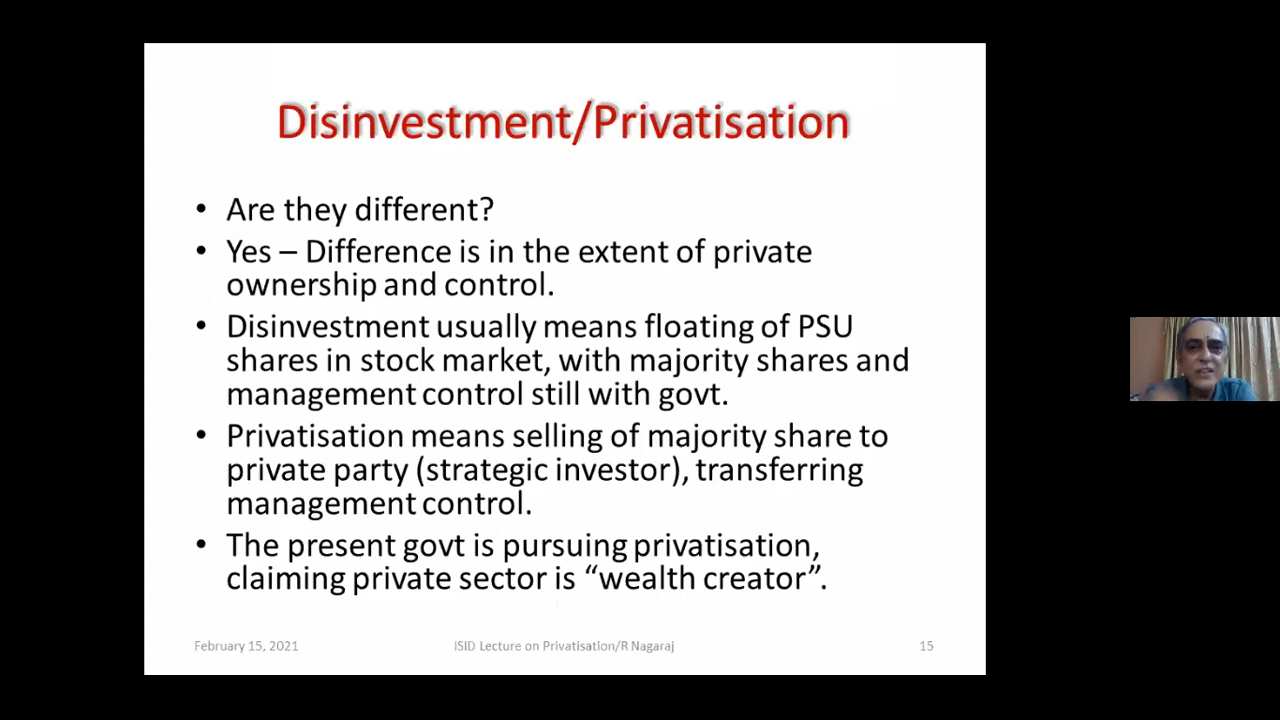 Disinvestment/Privatisation
• Are they different?
• Yes – Difference is in the extent of private
ownership and control.
• Disinvestment usually means floating of PSU
shares in stock market, with majority shares and
management control still with govt.
• Privatisation means selling of majority share to
private party (strategic investor), transferring
management control.
• The present govt is pursuing privatisation,
claiming private sector is “wealth creator”.
February 15, 2021 ISID Lecture on Privatisation/R Nagaraj 15